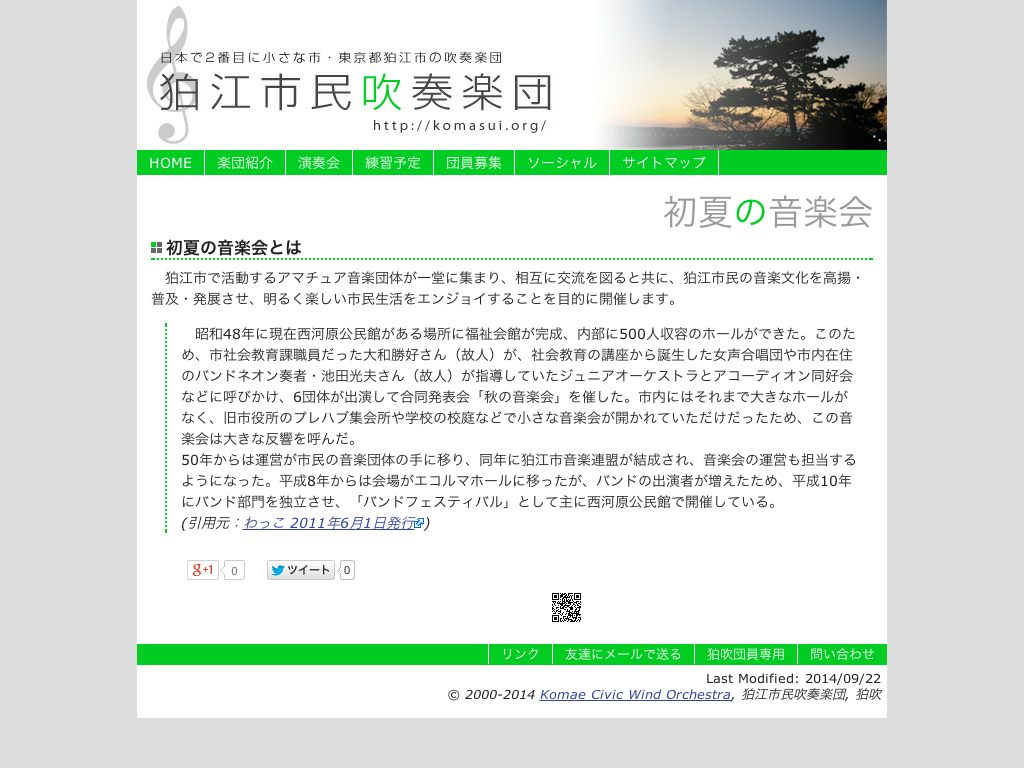 日本で2番目に小さな市・東京都狛江市の吹奏楽団
狛江市民吹奏楽団
http://komasui.org/
HOME 楽団紹介 演奏会 練習予定 団員募集 ソーシャル サイトマップ
初夏の音楽会
初夏の音楽会とは
狛江市で活動するアマチュア音楽団体が一堂に集まり、相互に交流を図ると共に、狛江市民の音楽文化を高揚・
普及・発展させ、明るく楽しい市民生活をエンジョイすることを目的に開催します。
昭和48年に現在西河原公民館がある場所に福祉会館が完成、内部に500人収容のホールができた。このた
め、市社会教育課職員だった大和勝好さん（故人）が、社会教育の講座から誕生した女声合唱団や市内在住
のバンドネオン奏者・池田光夫さん（故人）が指導していたジュニアオーケストラとアコーディオン同好会
などに呼びかけ、6団体が出演して合同発表会「秋の音楽会」を催した。市内にはそれまで大きなホールが
なく、旧市役所のプレハブ集会所や学校の校庭などで小さな音楽会が開かれていただけだったため、この音
楽会は大きな反響を呼んだ。
50年からは運営が市民の音楽団体の手に移り、同年に狛江市音楽連盟が結成され、音楽会の運営も担当する
ようになった。平成8年からは会場がエコルマホールに移ったが、バンドの出演者が増えたため、平成10年
にバンド部門を独立させ、「バンドフェスティバル」として主に西河原公民館で開催している。
(引用元：わっこ 2011年6月1日発行)
g+1 0 ツイート 0
リンク 友達にメールで送る 狛吹団員専用 問い合わせ
Last Modified: 2014/09/22
© 2000-2014 Komae Civic Wind Orchestra, 狛江市民吹奏楽団, 狛吹